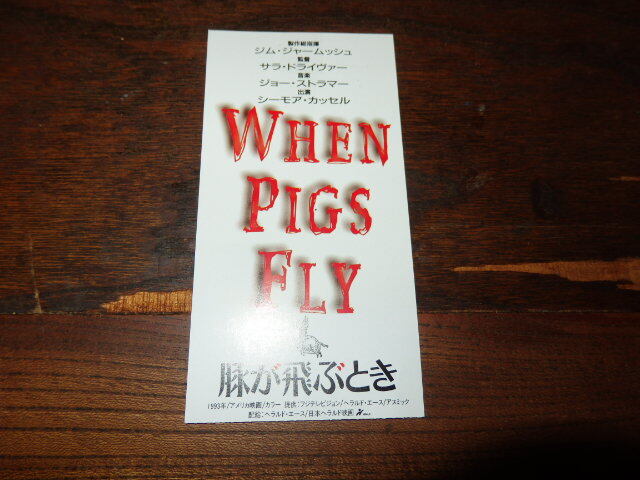 製作総指揮
ジム・ジャームッシュ
監督
サラ・ドライヴァー
音楽
ジョー・ストラマー
出演
シーモア・カッセル
WHEN
PIGS
FLY
豚が飛ぶとき
1993年/アメリカ映画/カラー 提供:フジテレビジョン/ヘラルド・エース/アスミック
配給:ヘラルド・エース/日本ヘラルド映画